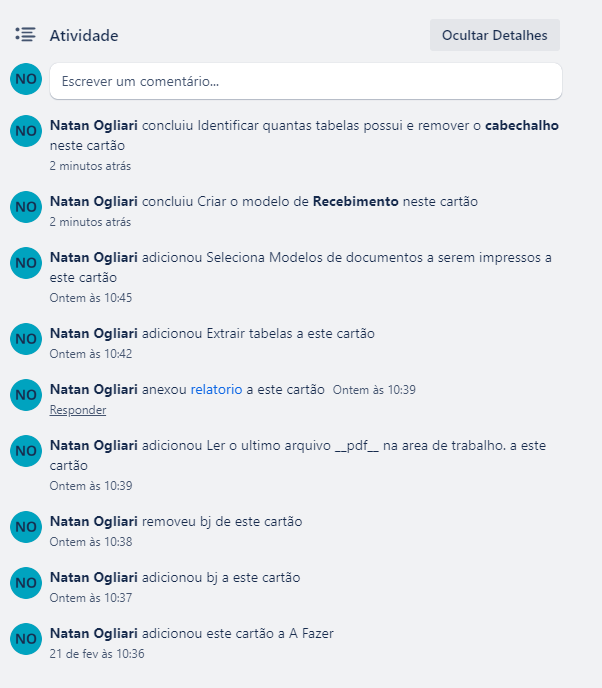 Atividade
Ocultar Detalhes
NO
Escrever um comentário...
NO
Natan Ogliari concluiu Identificar quantas tabelas possui e remover o cabechalho
neste cartão
2 minutos atrás
NO
Natan Ogliari concluiu Criar o modelo de Recebimento neste cartão
2 minutos atrás
NO
Natan Ogliari adicionou Seleciona Modelos de documentos a serem impressos a
este cartão
Ontem às 10:45
NO
Natan Ogliari adicionou Extrair tabelas a este cartão
Ontem às 10:42
NO
Natan Ogliari anexou relatorio a este cartão Ontem às 10:39
Responder
NO
Natan Ogliari adicionou Ler o ultimo arquivo __pdf__ na area de trabalho. a este
cartão
Ontem às 10:39
NO
Natan Ogliari removeu bj de este cartão
Ontem às 10:38
NO
Natan Ogliari adicionou bj a este cartão
Ontem às 10:37
NO
Natan Ogliari adicionou este cartão a A Fazer
21 de fev às 10:36